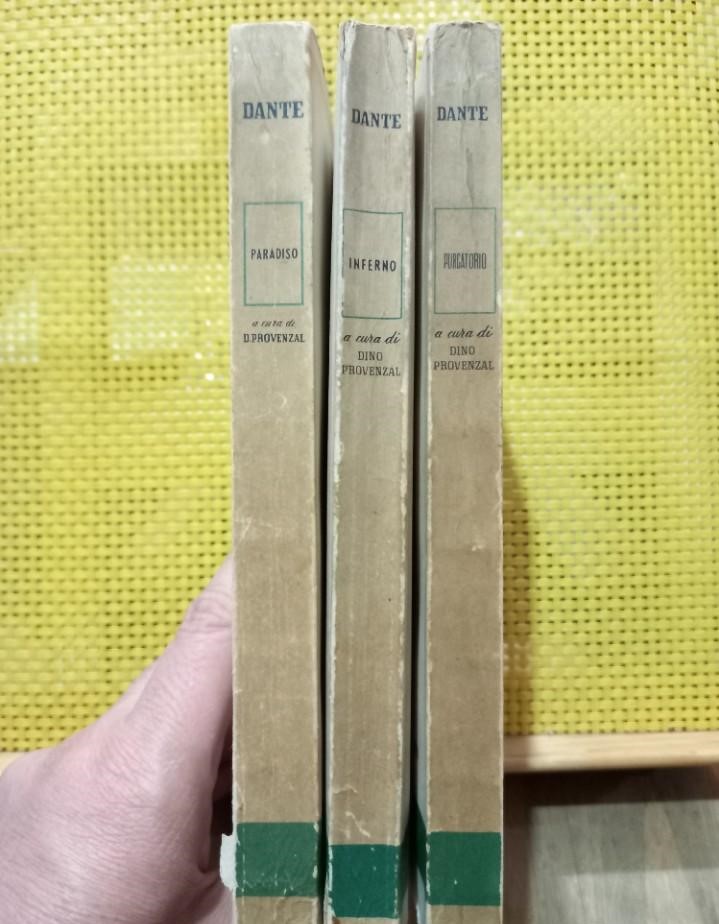 DANTE
PARADISO
a cura di
D.PROVENZAL
DANTE
INFERNO
a cura di
DINO
PROVENZAL
DANTE
PURGATORIO
a cura di
DINO
PROVENZAL